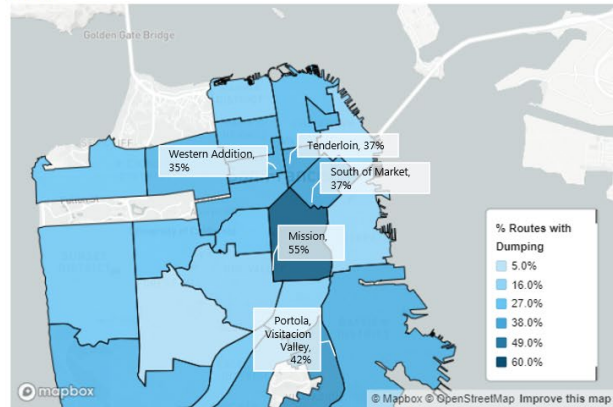 Golden Gate Bridge
Western Addition,
35%
Tenderloin, 37%
South of Market,
37%
Mission,
55%
Portola,
Visitacion
Valley,
42%
% Routes with
Dumping
5.0%
16.0%
27.0%
38.0%
49.0%
60.0%
mapbox
© Mapbox © OpenStreetMap Improve this map